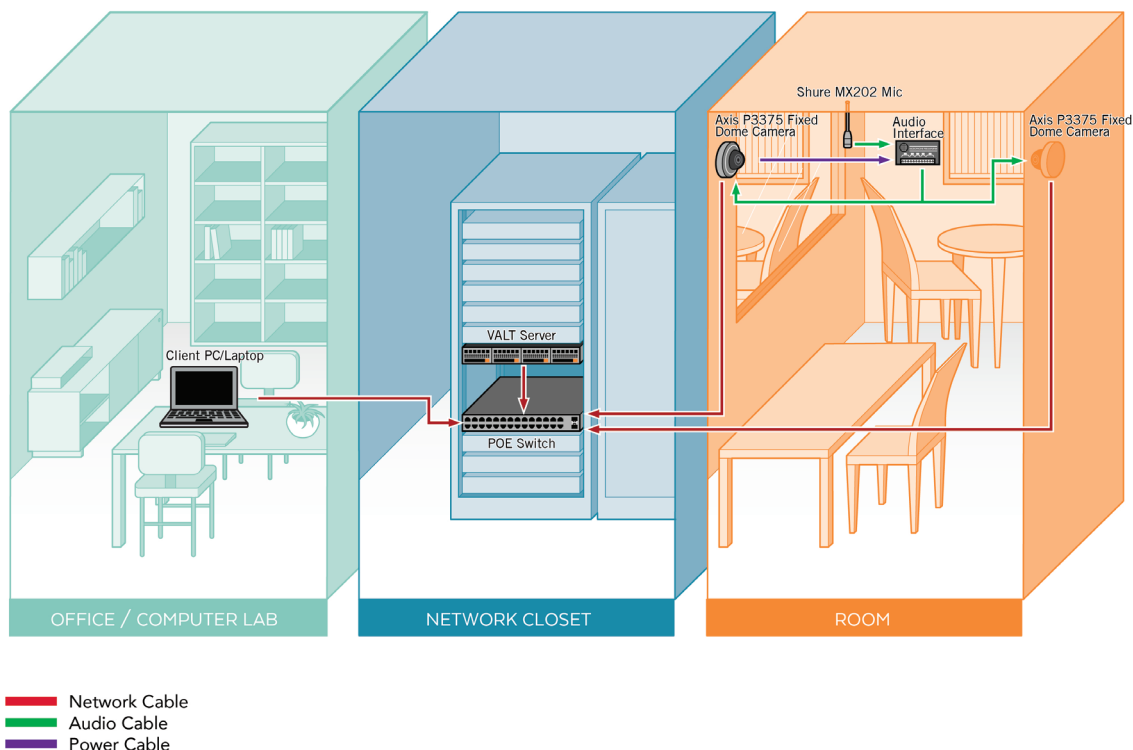 Shure MX202 Mic
Axis P3375 Fixed
Dome Camera
Audio
Interface
Axis P3375 Fixed
Dome Camera
VALT Server
Client PC/Laptop
POE Switch
OFFICE / COMPUTER LAB
NETWORK CLOSET
ROOM
Network Cable
Audio Cable
Power Cable